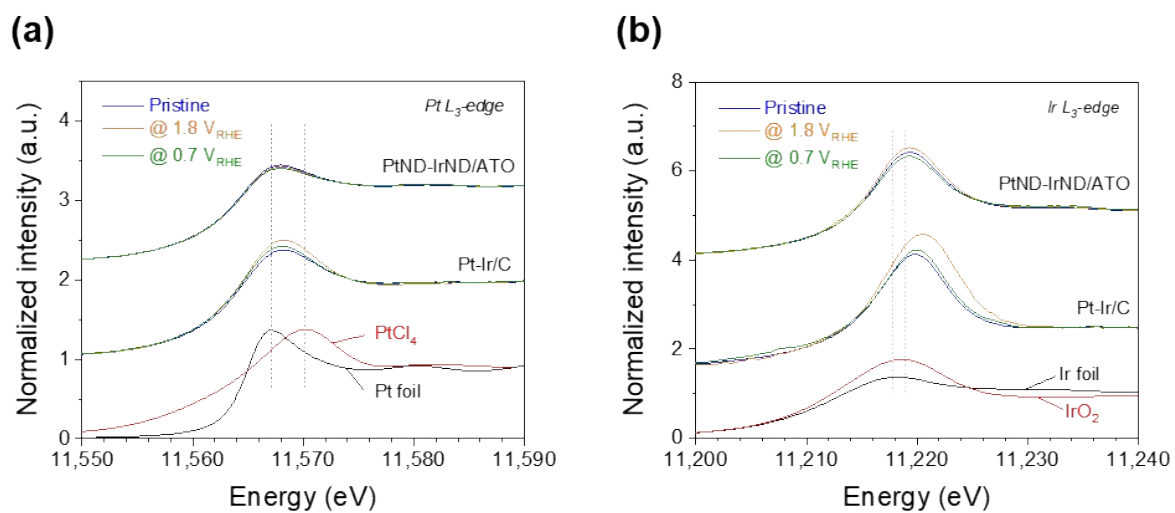 (a)
Normalized intensity (a.u.)
4
3
2
1
0
Pristine
@ 1.8 VRHE
@ 0.7 VRHE
Pt L3-edge
PtND-IrND/ATO
Pt-Ir/C
PtCl4
Pt foil
11,550
11,560
11,570
11,580
11,590
Energy (eV)
(b)
Normalized intensity (a.u.)
8
6
4
2
0
Pristine
@ 1.8 VRHE
@ 0.7 VRHE
Ir L3-edge
PtND-IrND/ATO
Pt-Ir/C
Ir foil
IrO2
11,200
11,210
11,220
11,230
11,240
Energy (eV)